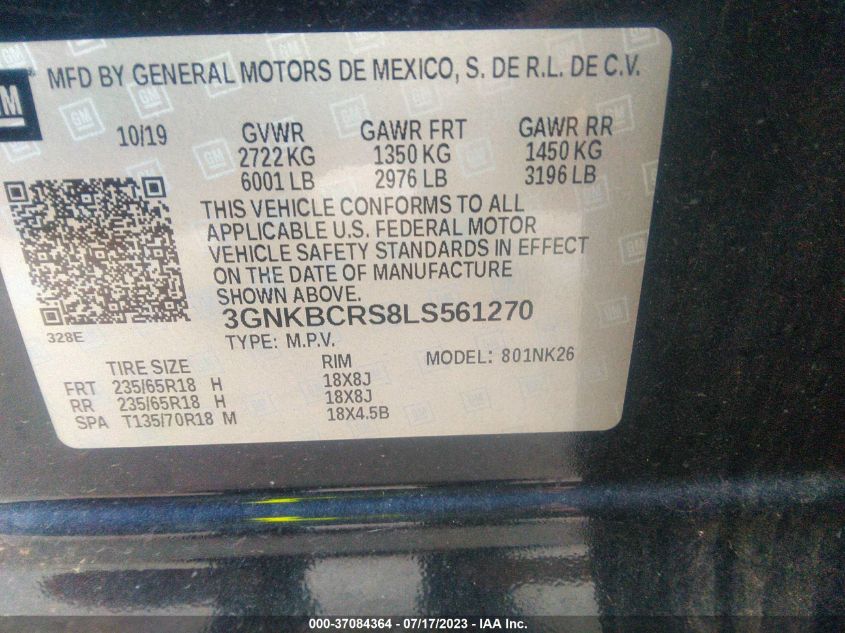 GM
MFD BY GENERAL MOTORS DE MEXICO, S. DE R.L. DE C.V.
10/19 GVWR GAWR FRT GAWR RR
2722 KG 1350 KG 1450 KG
6001 LB 2976 LB 3196 LB
THIS VEHICLE CONFORMS TO ALL
APPLICABLE U.S. FEDERAL MOTOR
VEHICLE SAFETY STANDARDS IN EFFECT
ON THE DATE OF MANUFACTURE
SHOWN ABOVE.
3GNKBCRS8LS561270
328E
TYPE: M.P.V.
MODEL: 801NK26
TIRE SIZE RIM
FRT 235/65R18 H 18X8J
RR 235/65R18 H 18X8J
SPA T135/70R18 M 18X4.5B
000-37084364 - 07/17/2023 - IAA Inc.